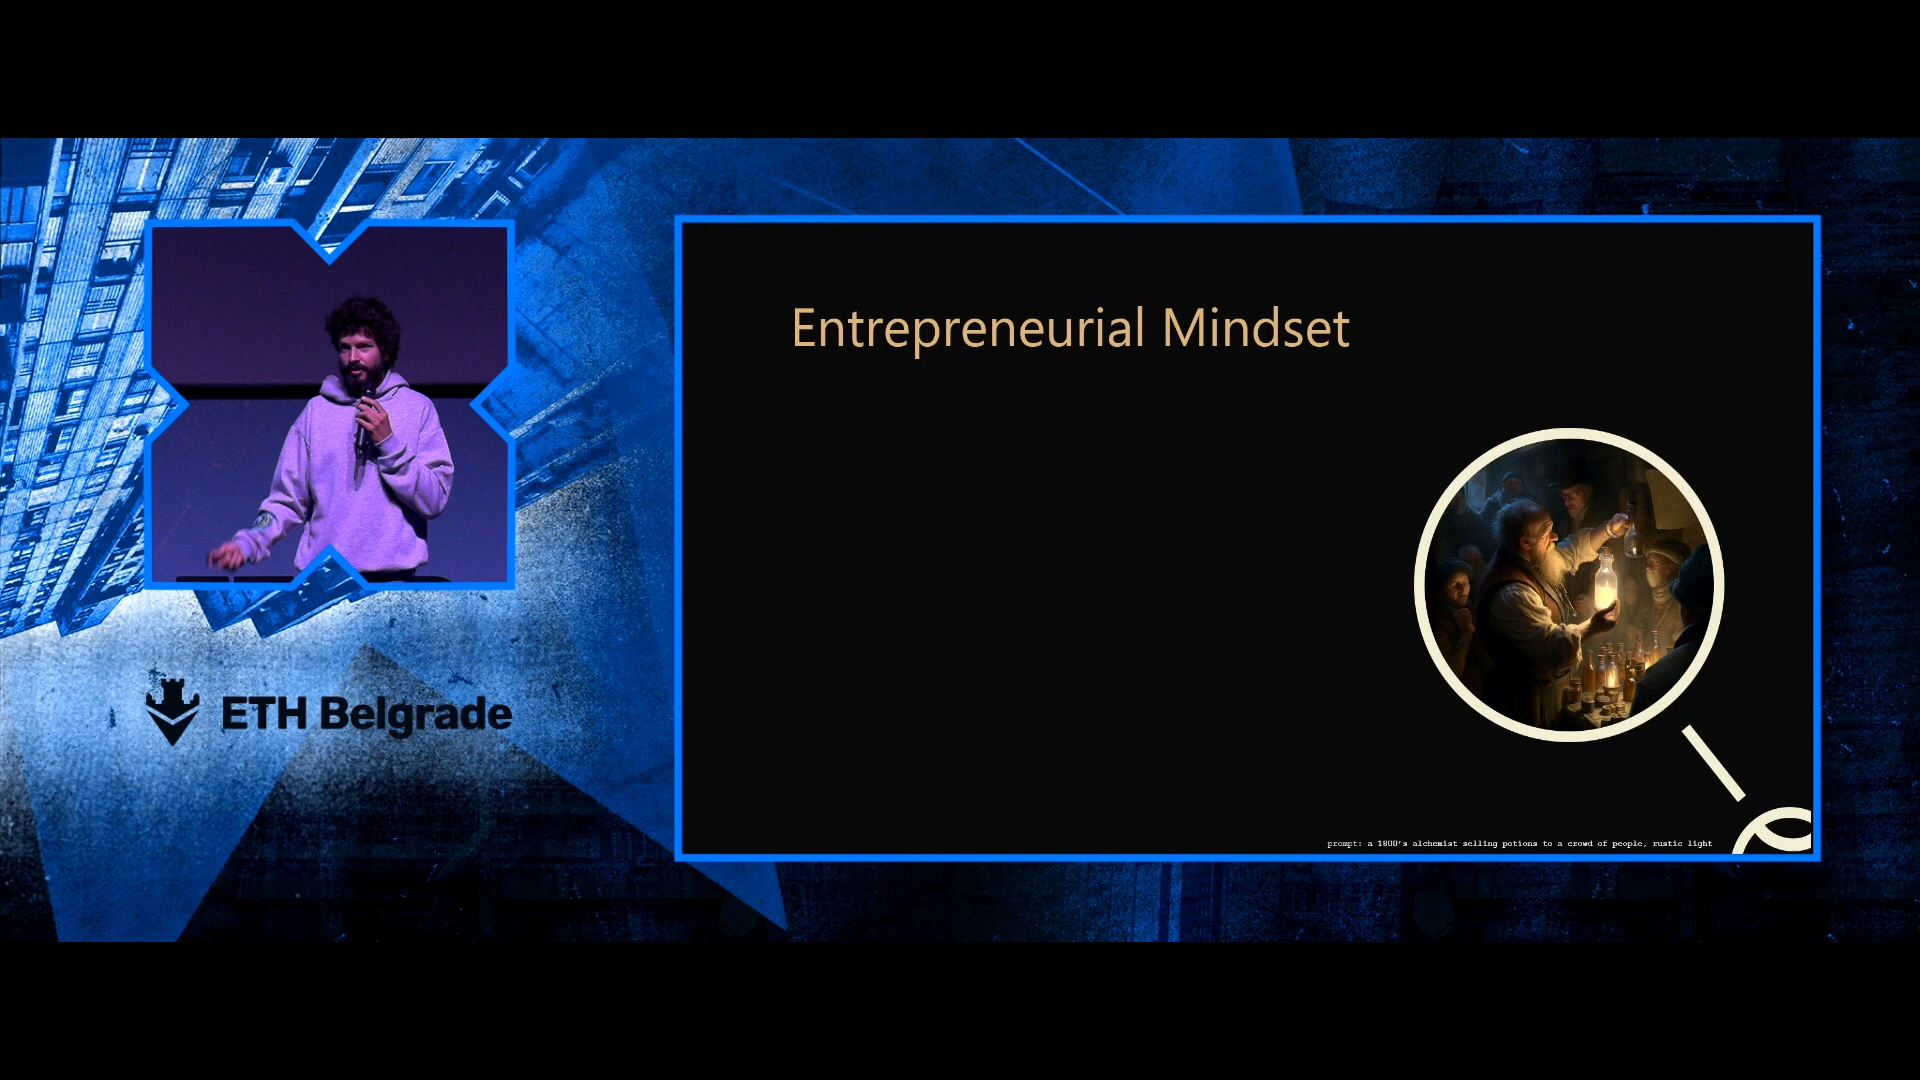 Entrepreneurial Mindset
ETH Belgrade
prompt: a 1800's alchemist selling potions to a crowd of people, rustic light